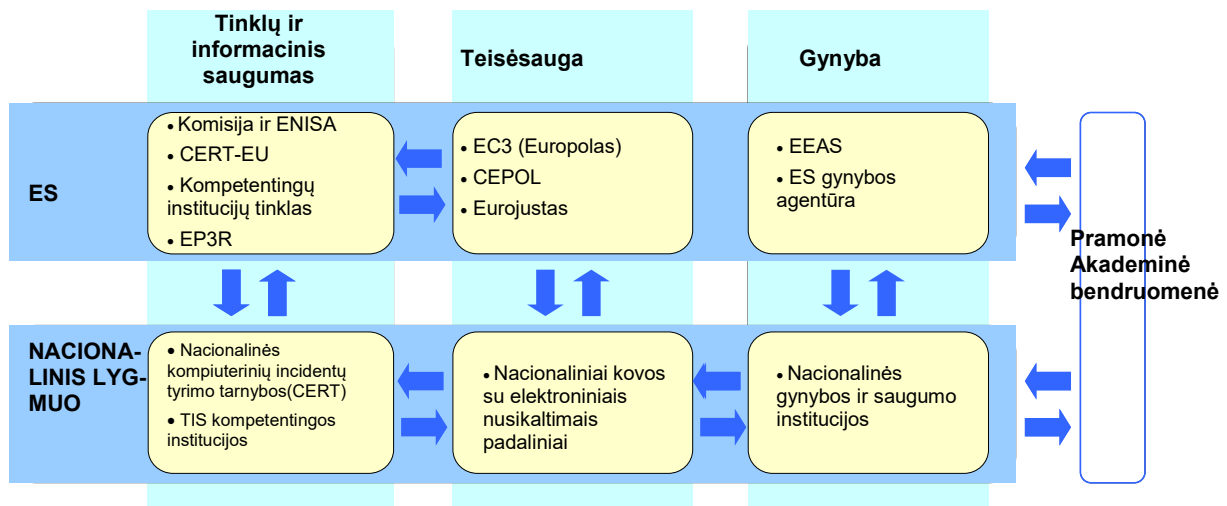 Tinklų ir
informacinis
saugumas
Teisėsauga
Gynyba
ES
• Komisija ir ENISA
• CERT-EU
• Kompetentingų
institucijų tinklas
• EP3R
• EC3 (Europolas)
• CEPOL
• Eurojustas
• EEAS
• ES gynybos
agentūra
Pramonė
Akademinė
bendruomenė
NACIONA-
LINIS LYG-
MUO
• Nacionalinės
kompiuterinių incidentų
tyrimo tarnybos(CERT)
• TIS kompetentingos
institucijos
• Nacionaliniai kovos
su elektroniniais
nusikaltimais
padaliniai
• Nacionalinės
gynybos ir saugumo
institucijos